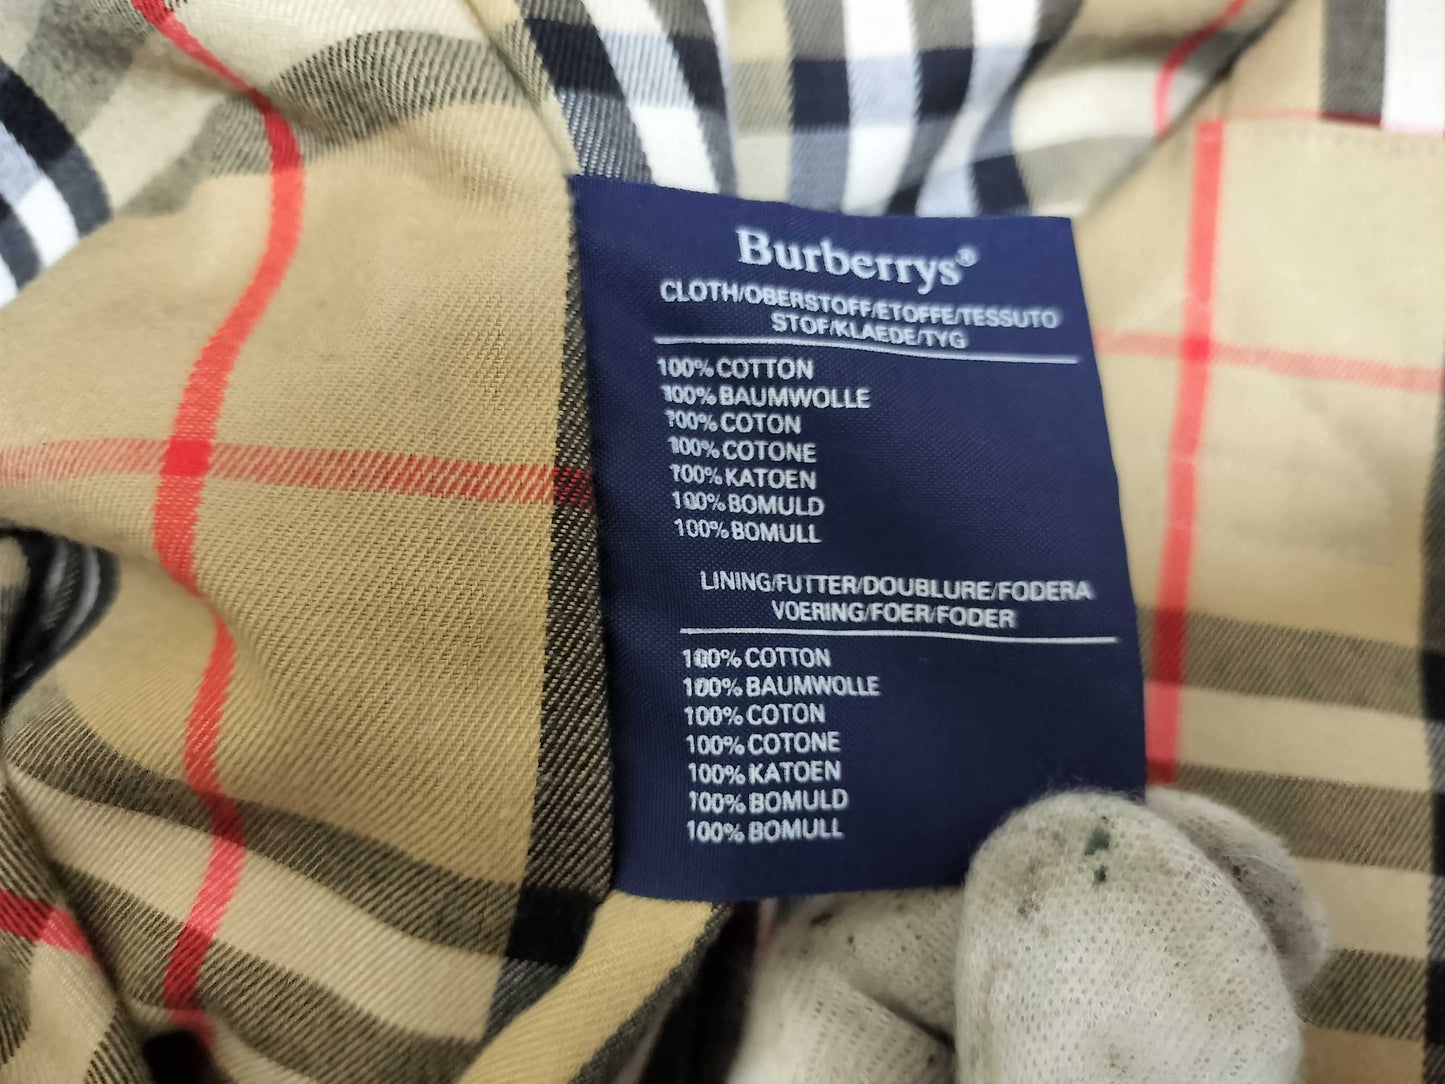 Burberrys®
CLOTH/OBERSTOFF/ETOFFE/TESSUTO
STOF/KLAEDE/TYG
100% COTTON
100% BAUMWOLLE
100% COTON
100% COTONE
100% KATOEN
100% BOMULD
100% BOMULL
LINING/FUTTER/DOUBLURE/FODERA
VOERING/FOER/FODER
100% COTTON
100% BAUMWOLLE
100% COTON
100% COTONE
100% KATOEN
100% BOMULD
100% BOMULL